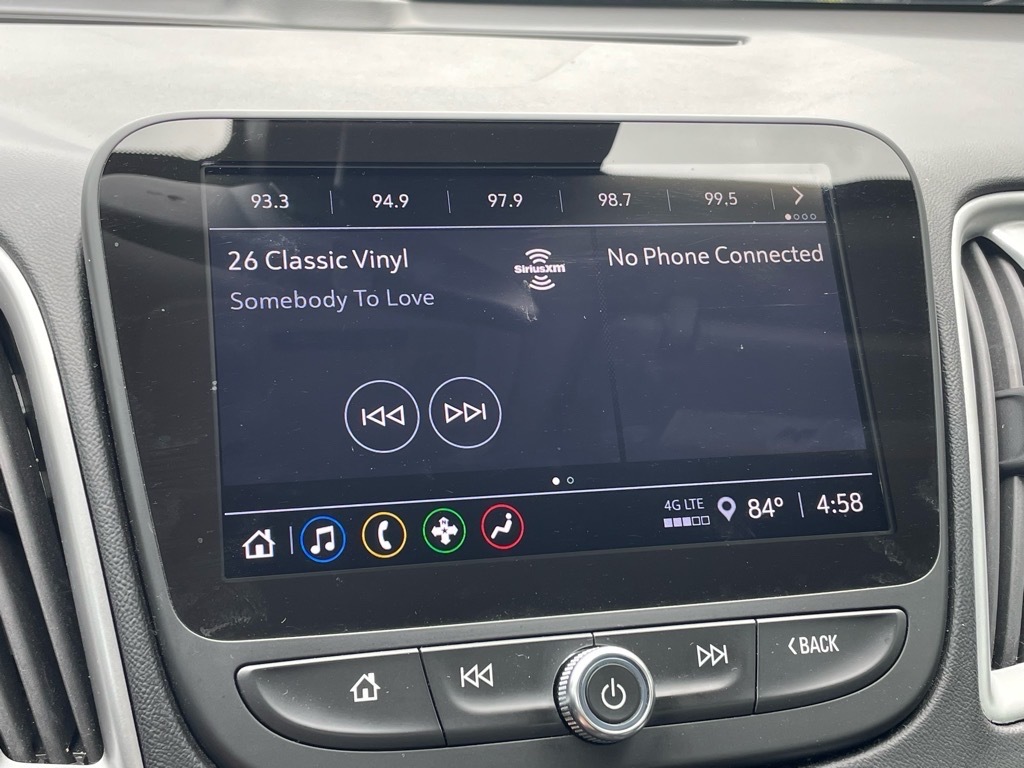 93.3 94.9 97.9 98.7 99.5
26 Classic Vinyl
Somebody To Love
SiriusXM
No Phone Connected
4G LTE
84° 4:58
BACK